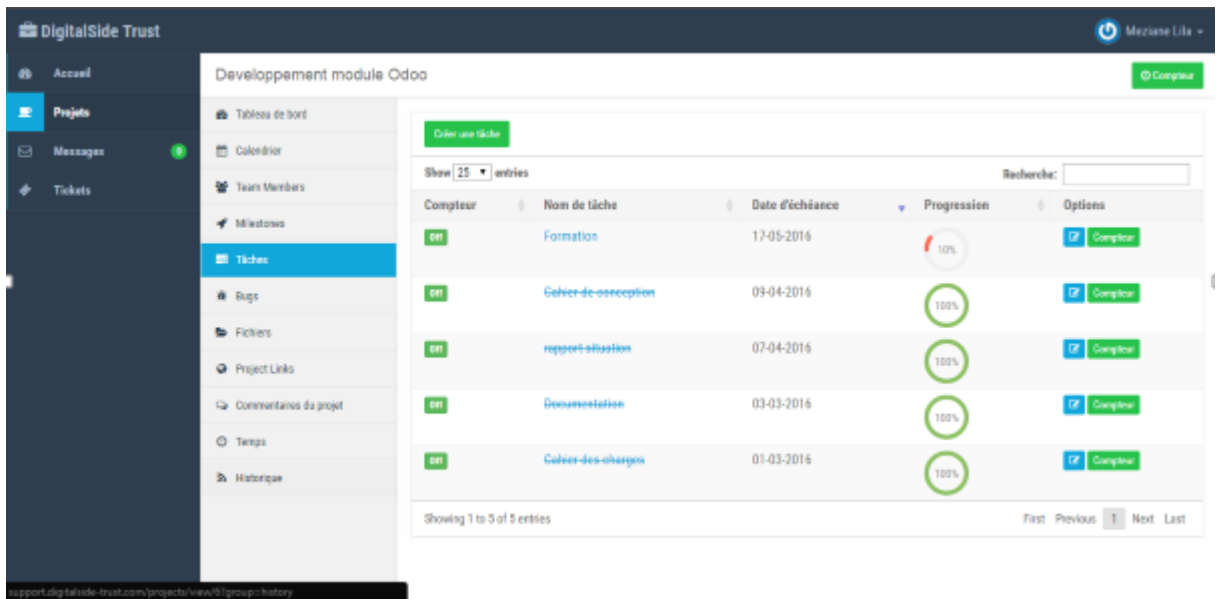 DigitalSide Trust
Meziane Lila
Accueil
Projets
Messages 0
Tickets
Developpement module Odoo
Compteur
Tableau de bord
Calendrier
Team Members
Milestones
Tâches
Bugs
Fichiers
Project Links
Commentaires du projet
Temps
Historique
Créer une tâche
Show 25 entries
Recherche:
Compteur Nom de tâche Date d'échéance Progression Options
Off Formation 17-05-2016 10% Compteur
Off Cahier de conception 09-04-2016 100% Compteur
Off rapport situation 07-04-2016 100% Compteur
Off Documentation 03-03-2016 100% Compteur
Off Cahier des charges 01-03-2016 100% Compteur
Showing 1 to 5 of 5 entries
First Previous 1 Next Last
support.digitalside-trust.com/projects/view/6?group=history